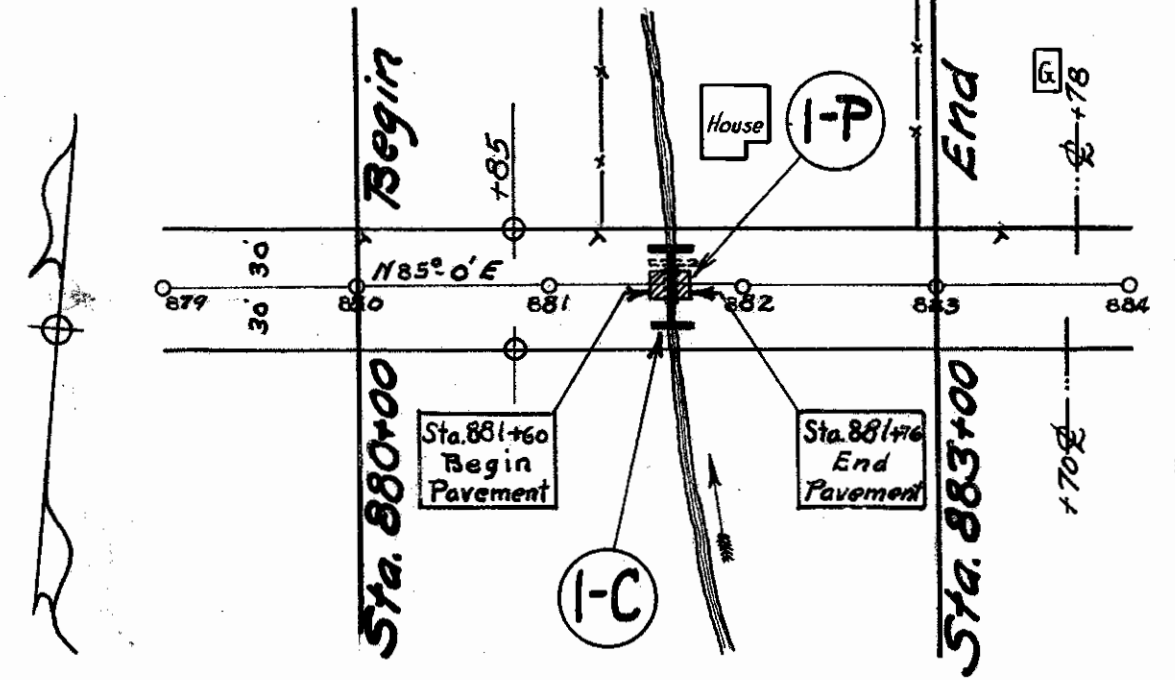 Begin
+85
House
1-P
End
G
+78
30'
30'
N85°-0'E
879
880
881
882
883
884
Sta. 880+00
Sta. 881+60
Begin
Pavement
Sta. 881+76
End
Pavement
Sta. 883+00
+70
1-C